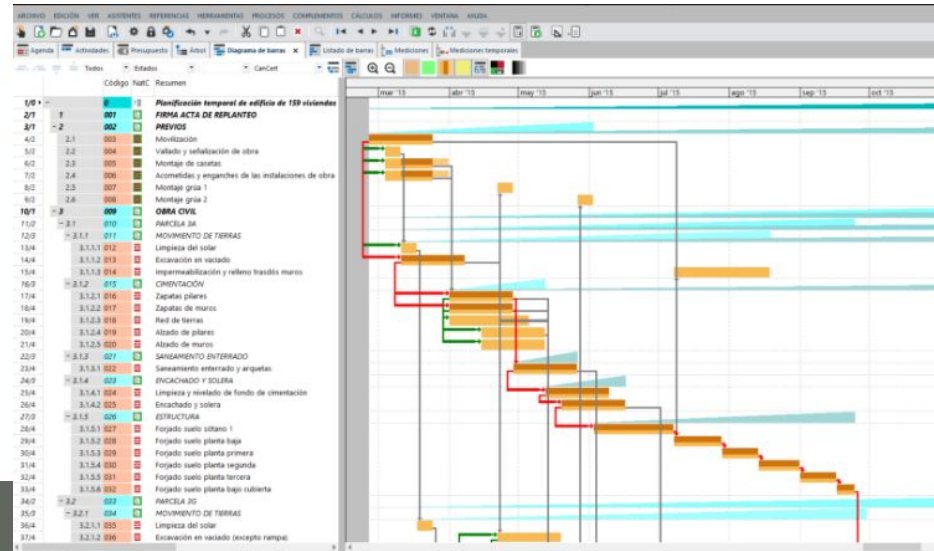 ARCHIVO EDICIÓN VER ASISTENTES REFERENCIAS HERRAMIENTAS PROCESOS COMPLEMENTOS CÁLCULOS INFORMES VENTANA AYUDA
Agenda Actividades Presupuesto Árbol Diagrama de barras x Listado de barras Mediciones Mediciones temporales
Todos Estados CanCert
Código NatC Resumen
mar '15 abr '15 may '15 jun '15 jul '15 ago '15 sep '15 oct '15
1/0 - 0 Planificación temporal de edificio de 159 viviendas
2/1 1 001 FIRMA ACTA DE REPLANTEO
3/1 - 2 002 PREVIOS
4/2 2.1 003 Movilización
5/2 2.2 004 Vallado y señalización de obra
6/2 2.3 005 Montaje de casetas
7/2 2.4 006 Acometidas y enganches de las instalaciones de obra
8/2 2.5 007 Montaje grúa 1
9/2 2.6 008 Montaje grúa 2
10/1 - 3 009 OBRA CIVIL
11/2 - 3.1 010 PARCELA 3A
12/3 - 3.1.1 011 MOVIMIENTO DE TIERRAS
13/4 3.1.1.1 012 Limpieza del solar
14/4 3.1.1.2 013 Excavación en vaciado
15/4 3.1.1.3 014 Impermeabilización y relleno trasdós muros
16/3 - 3.1.2 015 CIMENTACIÓN
17/4 3.1.2.1 016 Zapatas pilares
18/4 3.1.2.2 017 Zapatas de muros
19/4 3.1.2.3 018 Red de tierras
20/4 3.1.2.4 019 Alzado de pilares
21/4 3.1.2.5 020 Alzado de muros
22/3 - 3.1.3 021 SANEAMIENTO ENTERRADO
23/4 3.1.3.1 022 Saneamiento enterrado y arquetas
24/3 - 3.1.4 023 ENCACHADO Y SOLERA
25/4 3.1.4.1 024 Limpieza y nivelado de fondo de cimentación
26/4 3.1.4.2 025 Encachado y solera
27/3 - 3.1.5 026 ESTRUCTURA
28/4 3.1.5.1 027 Forjado suelo sótano 1
29/4 3.1.5.2 028 Forjado suelo planta baja
30/4 3.1.5.3 029 Forjado suelo planta primera
31/4 3.1.5.4 030 Forjado suelo planta segunda
32/4 3.1.5.5 031 Forjado suelo planta tercera
33/4 3.1.5.6 032 Forjado suelo planta bajo cubierta
34/2 - 3.2 033 PARCELA 3G
35/3 - 3.2.1 034 MOVIMIENTO DE TIERRAS
36/4 3.2.1.1 035 Limpieza del solar
37/4 3.2.1.2 036 Excavación en vaciado (excepto rampa)